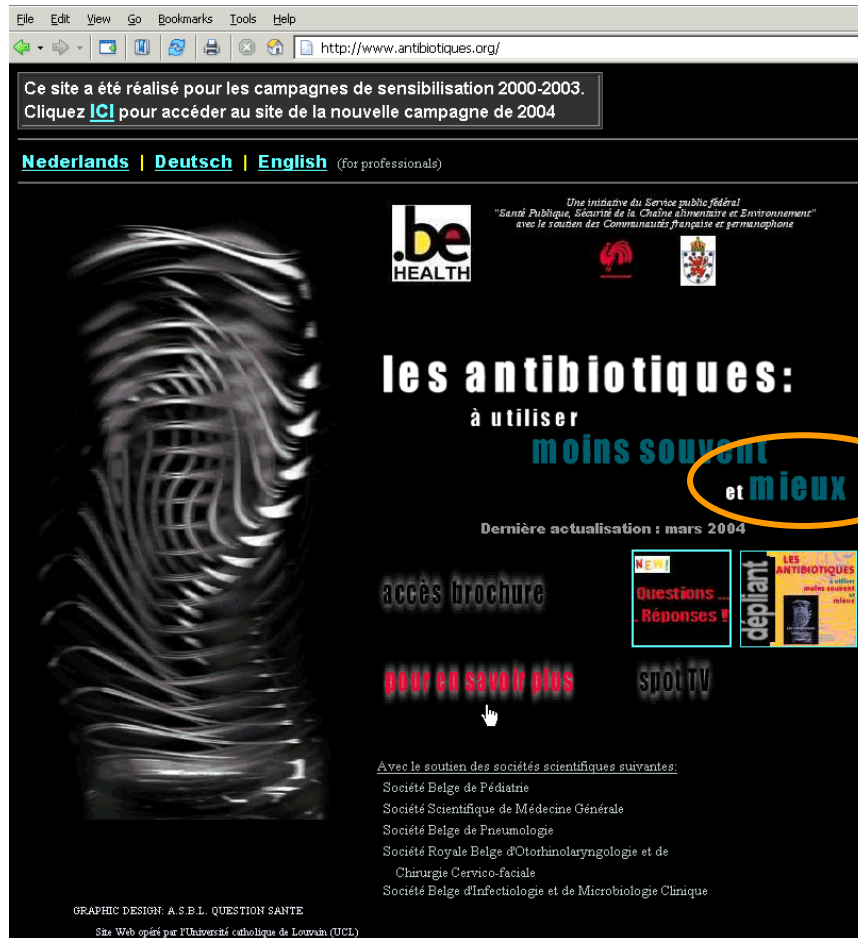 File Edit View Go Bookmarks Tools Help
http://www.antibiotiques.org/
Ce site a été réalisé pour les campagnes de sensibilisation 2000-2003.
Cliquez ICI pour accéder au site de la nouvelle campagne de 2004
Nederlands | Deutsch | English (for professionals)
Une initiative du Service public fédéral
"Santé Publique, Sécurité de la Chaîne alimentaire et Environnement"
avec le soutien des Communautés française et germanophone
.be
HEALTH
les antibiotiques:
à utiliser
moins souvent
et mieux
Dernière actualisation : mars 2004
accès brochure
NEW!
Questions ...
. Réponses !
dépliant
LES
ANTIBIOTIQUES
à utiliser
moins souvent
et
mieux
pour en savoir plus
spot TV
Avec le soutien des sociétés scientifiques suivantes:
Société Belge de Pédiatrie
Société Scientifique de Médecine Générale
Société Belge de Pneumologie
Société Royale Belge d'Otorhinolaryngologie et de
Chirurgie Cervico-faciale
Société Belge d'Infectiologie et de Microbiologie Clinique
GRAPHIC DESIGN: A.S.B.L. QUESTION SANTE
Site Web opéré par l'Université catholique de Louvain (UCL)